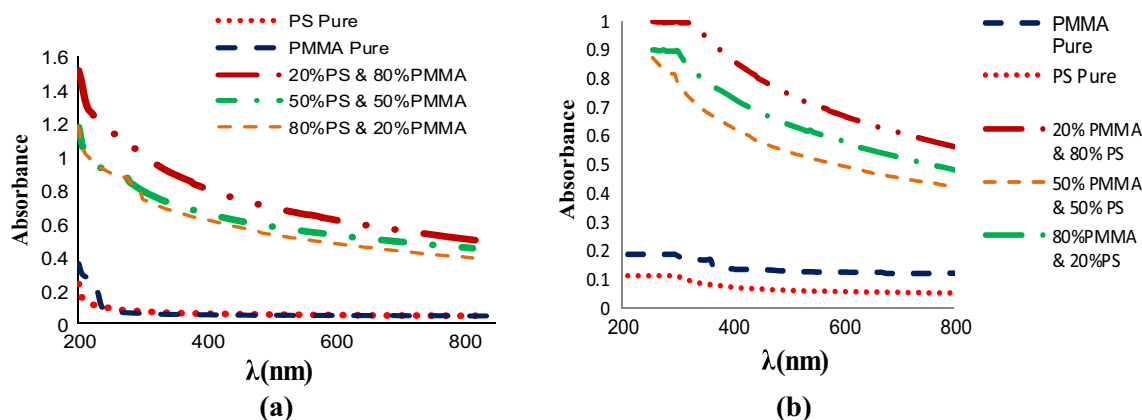 PS Pure
PMMA Pure
20%PS & 80%PMMA
50%PS & 50%PMMA
80%PS & 20%PMMA
1.6
1.4
1.2
1
0.8
0.6
0.4
0.2
0
Absorbance
200
400
600
800
λ(nm)
(a)
1
0.9
0.8
0.7
0.6
0.5
0.4
0.3
0.2
0.1
0
Absorbance
200
400
600
800
λ(nm)
(b)
PMMA
Pure
PS Pure
20% PMMA
& 80% PS
50% PMMA
& 50% PS
80%PMMA
& 20%PS